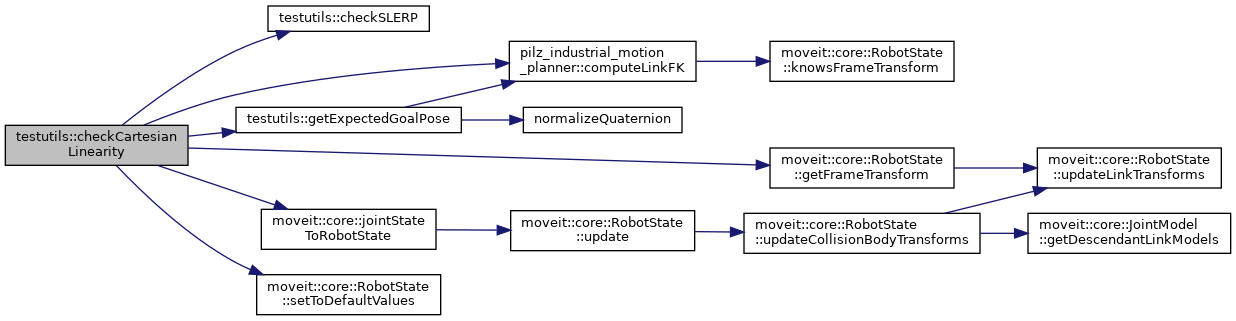 testutils::checkSLERP
pilz_industrial_motion
_planner::computeLinkFK
moveit::core::RobotState
::knowsFrameTransform
testutils::getExpectedGoalPose
normalizeQuaternion
testutils::checkCartesian
Linearity
moveit::core::RobotState
::getFrameTransform
moveit::core::RobotState
::updateLinkTransforms
moveit::core::jointState
ToRobotState
moveit::core::RobotState
::update
moveit::core::RobotState
::updateCollisionBodyTransforms
moveit::core::JointModel
::getDescendantLinkModels
moveit::core::RobotState
::setToDefaultValues